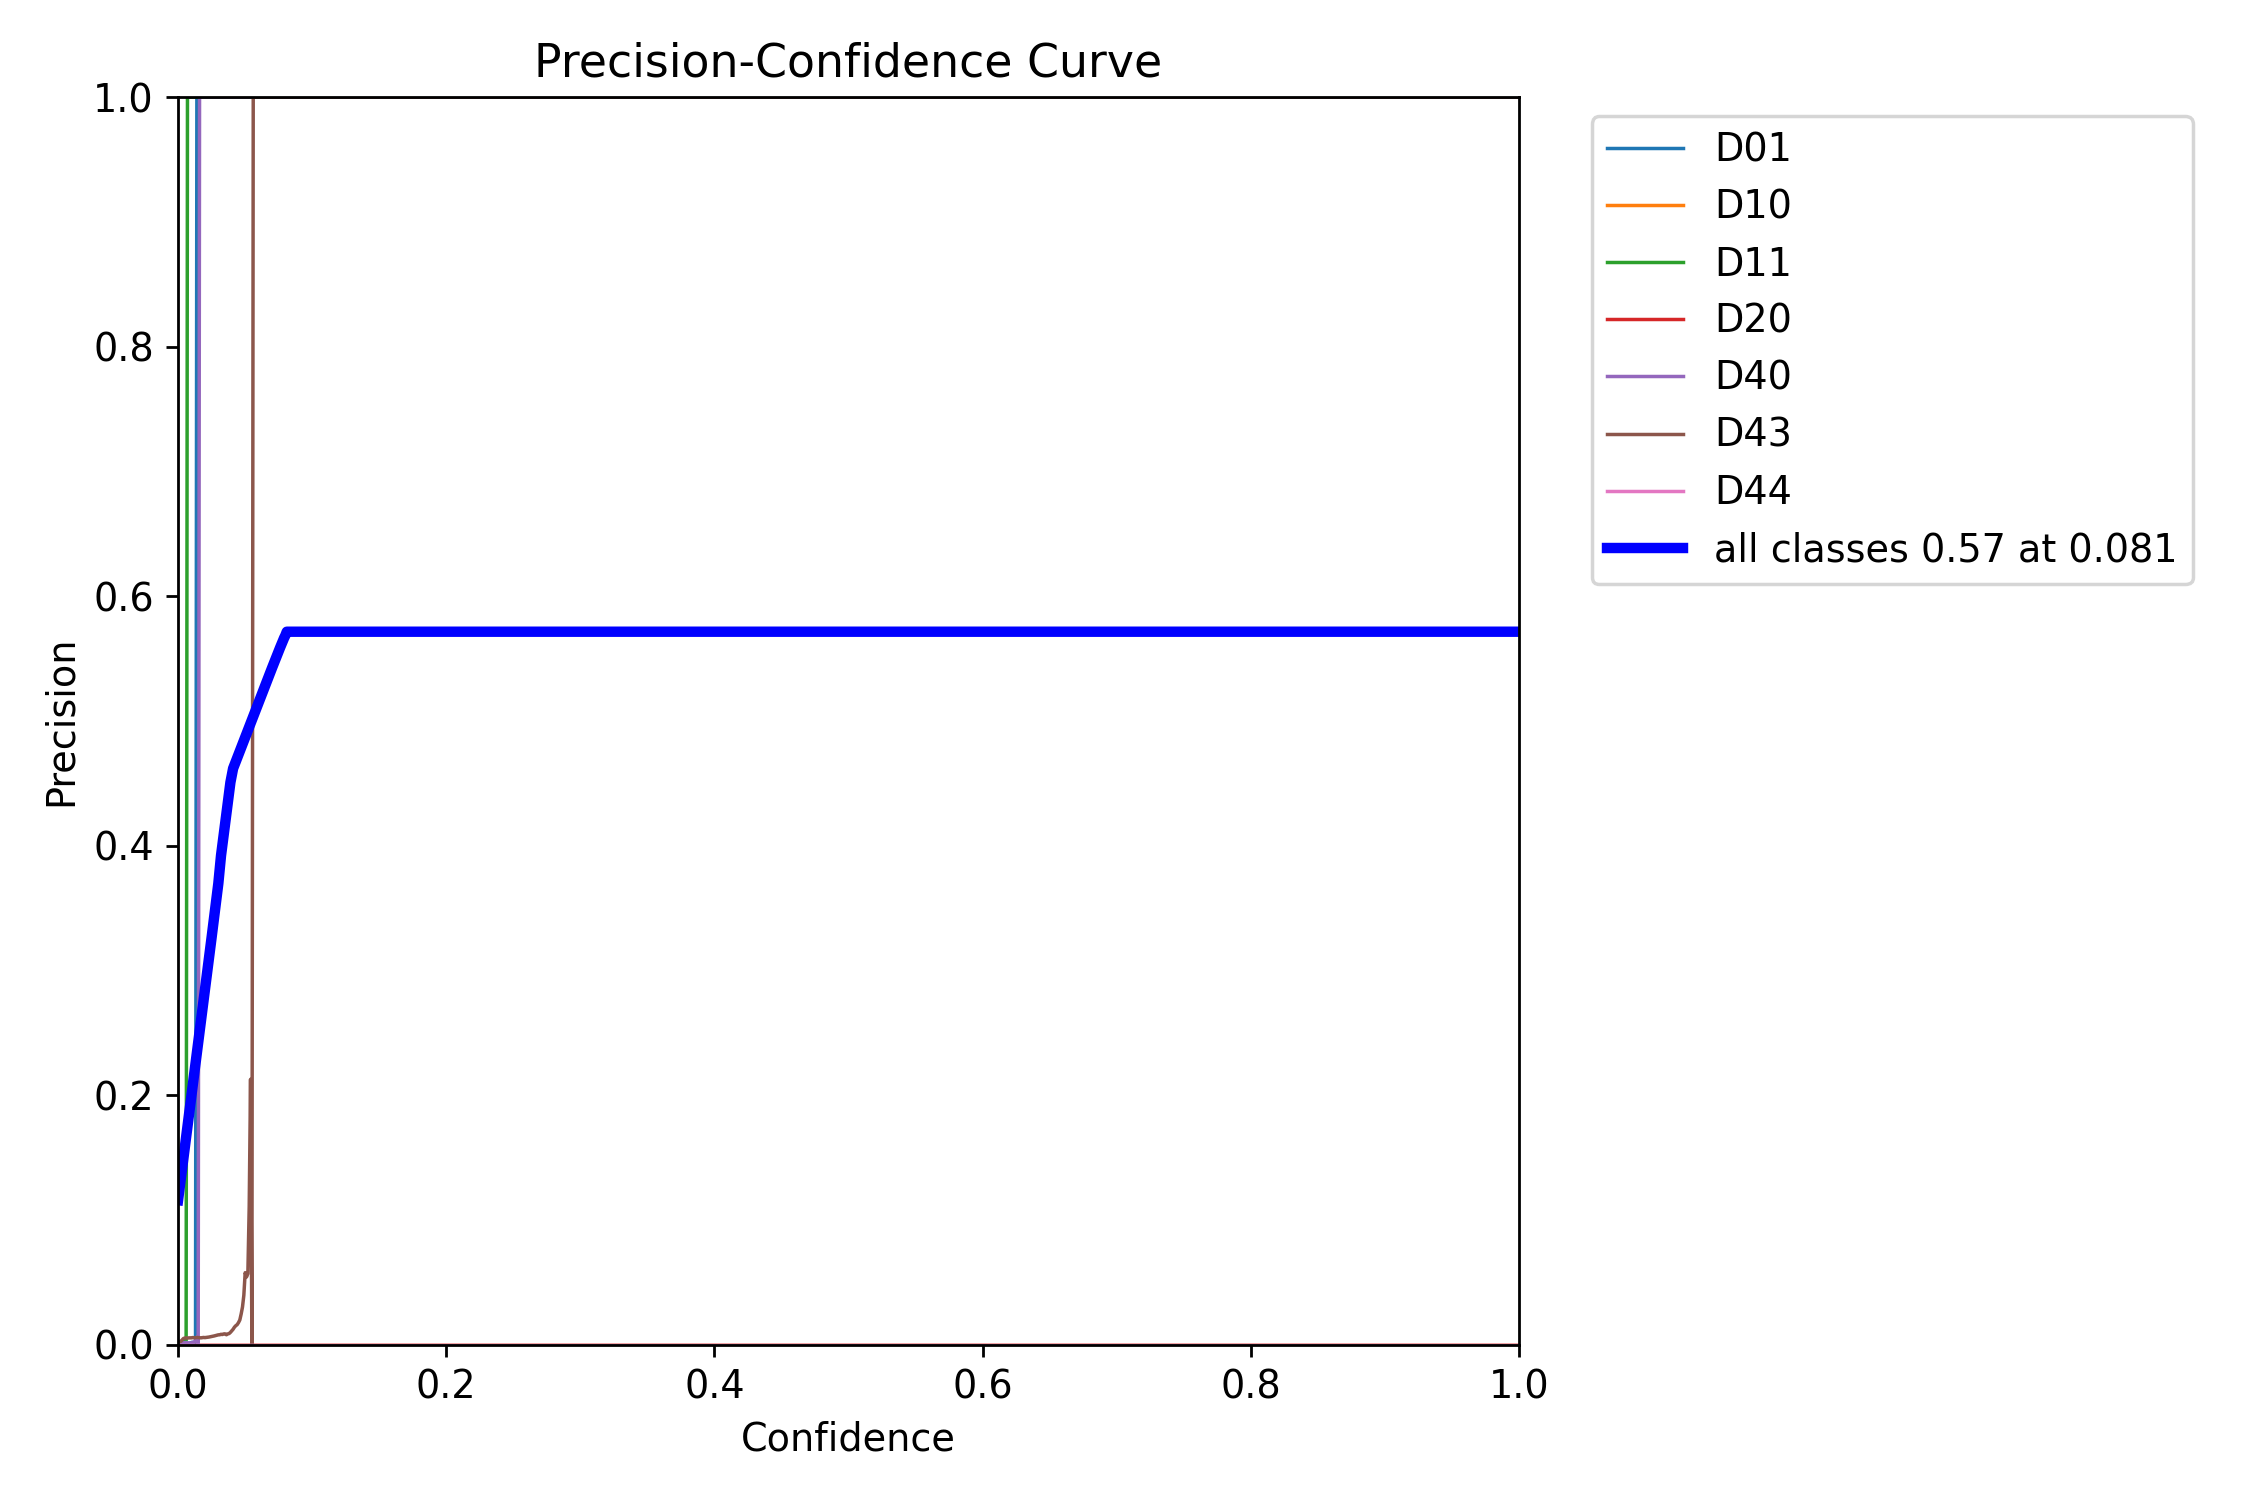 Precision-Confidence Curve
1.0
0.8
0.6
0.4
0.2
0.0
Precision
0.0 0.2 0.4 0.6 0.8 1.0
Confidence
D01
D10
D11
D20
D40
D43
D44
all classes 0.57 at 0.081